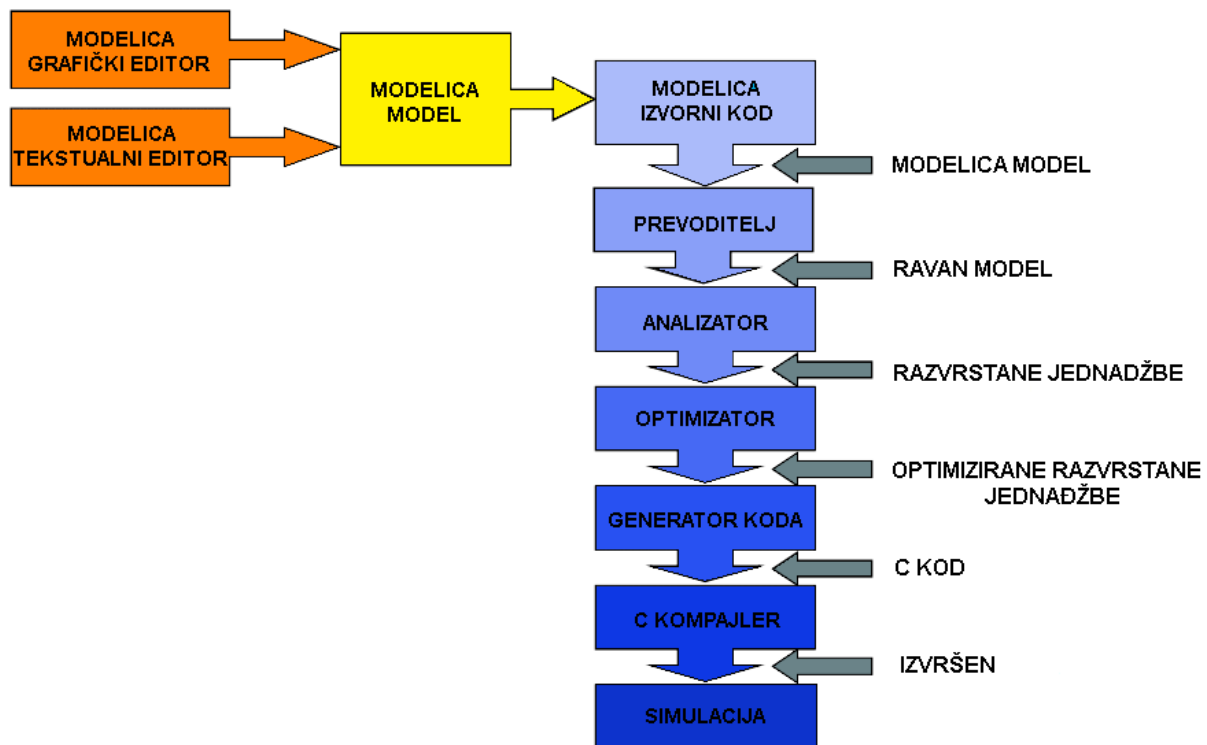 MODELICA
GRAFIČKI EDITOR
MODELICA
TEKSTUALNI EDITOR
MODELICA
MODEL
MODELICA
IZVORNI KOD
MODELICA MODEL
PREVODITELJ
RAVAN MODEL
ANALIZATOR
RAZVRSTANE JEDNADŽBE
OPTIMIZATOR
OPTIMIZIRANE RAZVRSTANE
JEDNADŽBE
GENERATOR KODA
C KOD
C KOMPAJLER
IZVRŠEN
SIMULACIJA